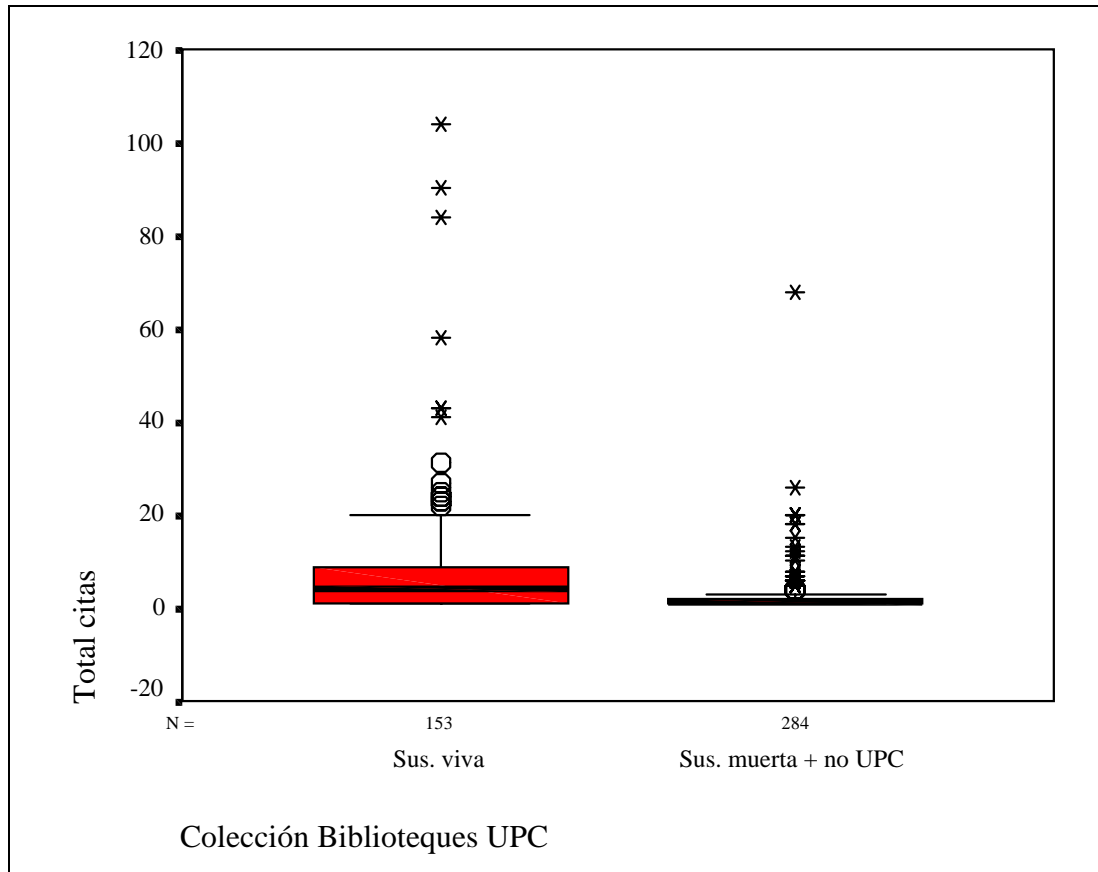 120
100
80
60
40
20
0
-20
Total citas
N = 153 284
Sus. viva Sus. muerta + no UPC
Colección Biblioteques UPC